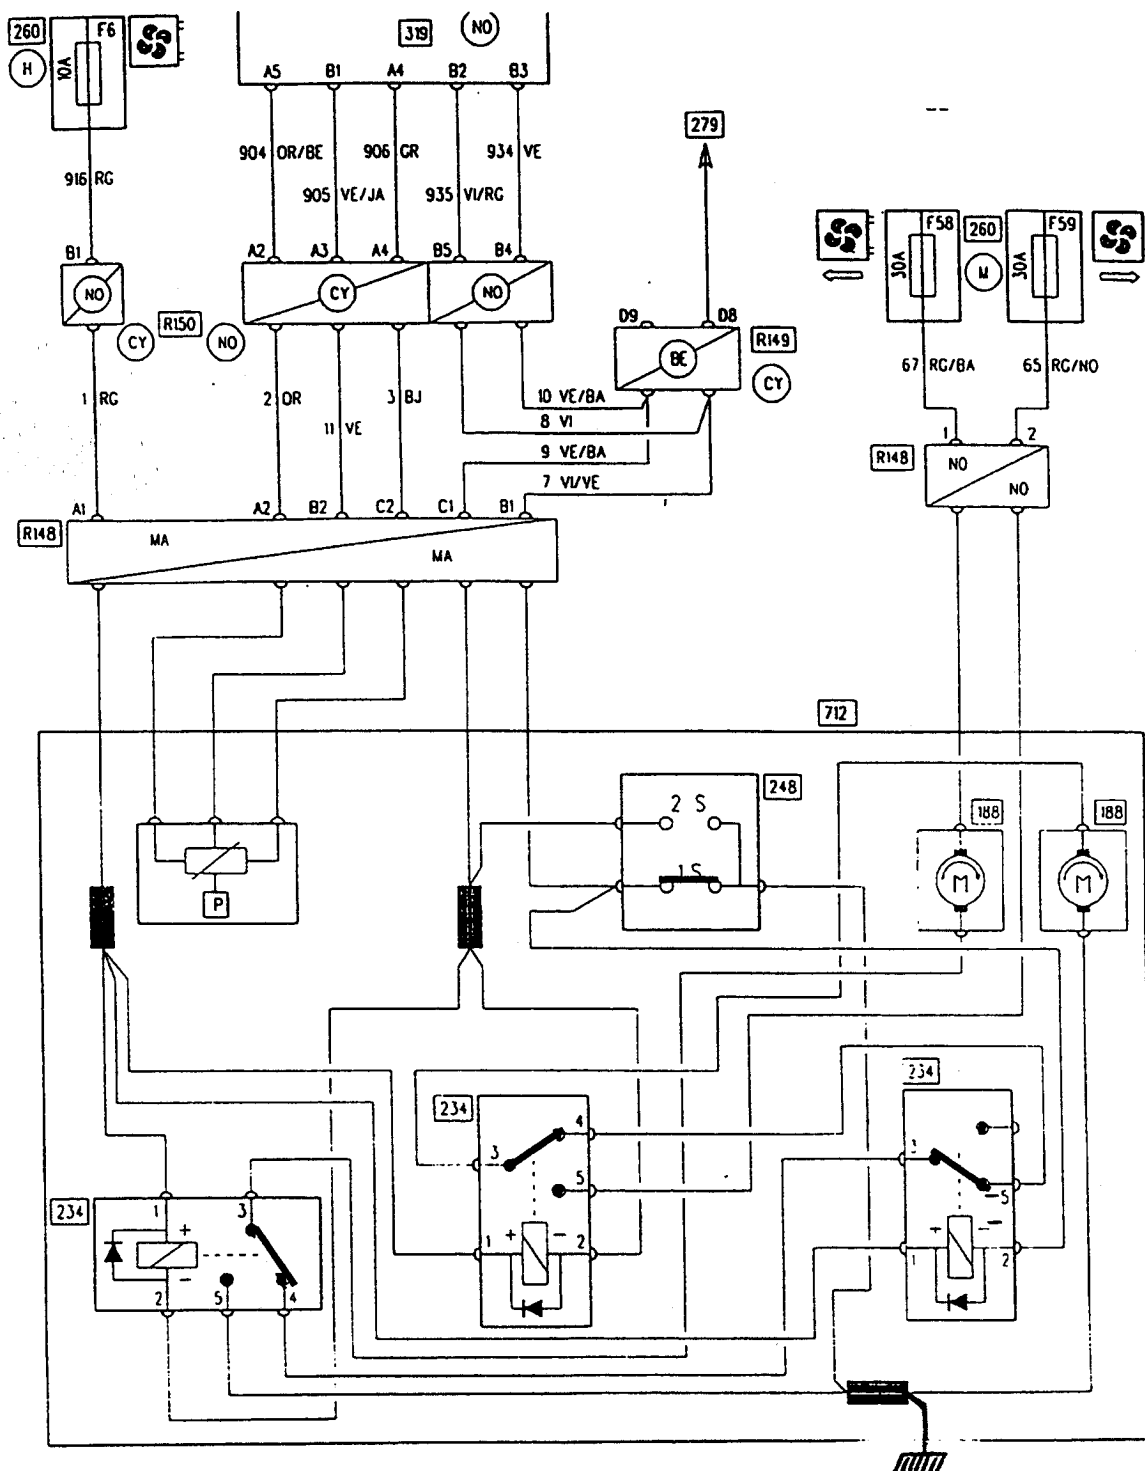 260 F6 319 NO
H 10A
A5 B1 A4 B2 B3
279
904 OR/BE 906 GR 934 VE
916 RG 905 VE/JA 935 VI/RG
F58 260 F59
30A M 30A
B1 A2 A3 A4 B5 B4
NO CY NO
D9 D8
CY R150 NO BE R149
CY
67 RG/BA 65 RG/NO
1 RG 2 OR 3 BJ 10 VE/BA
11 VE 8 VI
1 2
9 VE/BA R148 NO
7 VI/VE NO
A1 A2 B2 C2 C1 B1
R148 MA
MA
712
248
2 S 188 188
1 S M M
P
234
234 4
3 3
5 5
234 1 3 1 + - 2 + -
+ 1 2
-
2 5 4